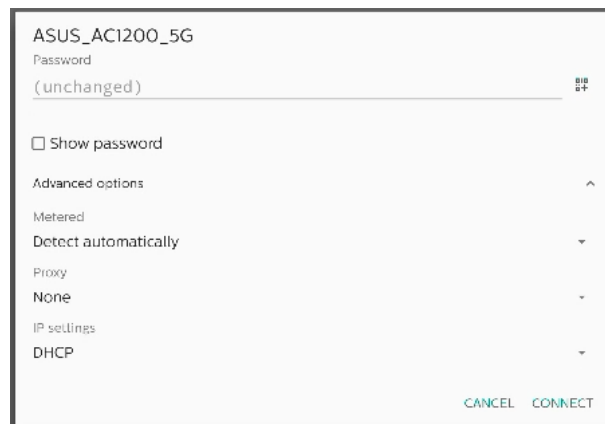 ASUS_AC1200_5G
Password
(unchanged)
Show password
Advanced options
Metered
Detect automatically
Proxy
None
IP settings
DHCP
CANCEL CONNECT